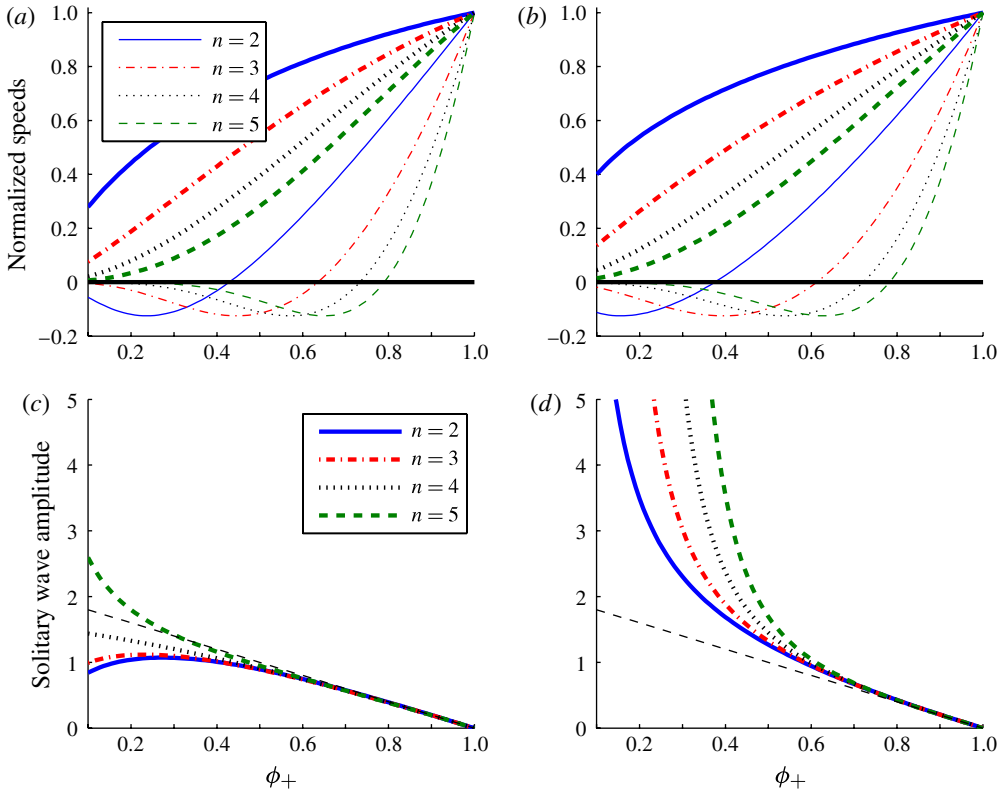 (a)
(b)
Normalized speeds
1.0
0.8
0.6
0.4
0.2
0
−0.2
n = 2
n = 3
n = 4
n = 5
0.2 0.4 0.6 0.8 1.0
1.0
0.8
0.6
0.4
0.2
0
−0.2
0.2 0.4 0.6 0.8 1.0
(c)
(d)
Solitary wave amplitude
5
4
3
2
1
0
n = 2
n = 3
n = 4
n = 5
0.2 0.4 0.6 0.8 1.0
ϕ+
5
4
3
2
1
0
0.2 0.4 0.6 0.8 1.0
ϕ+